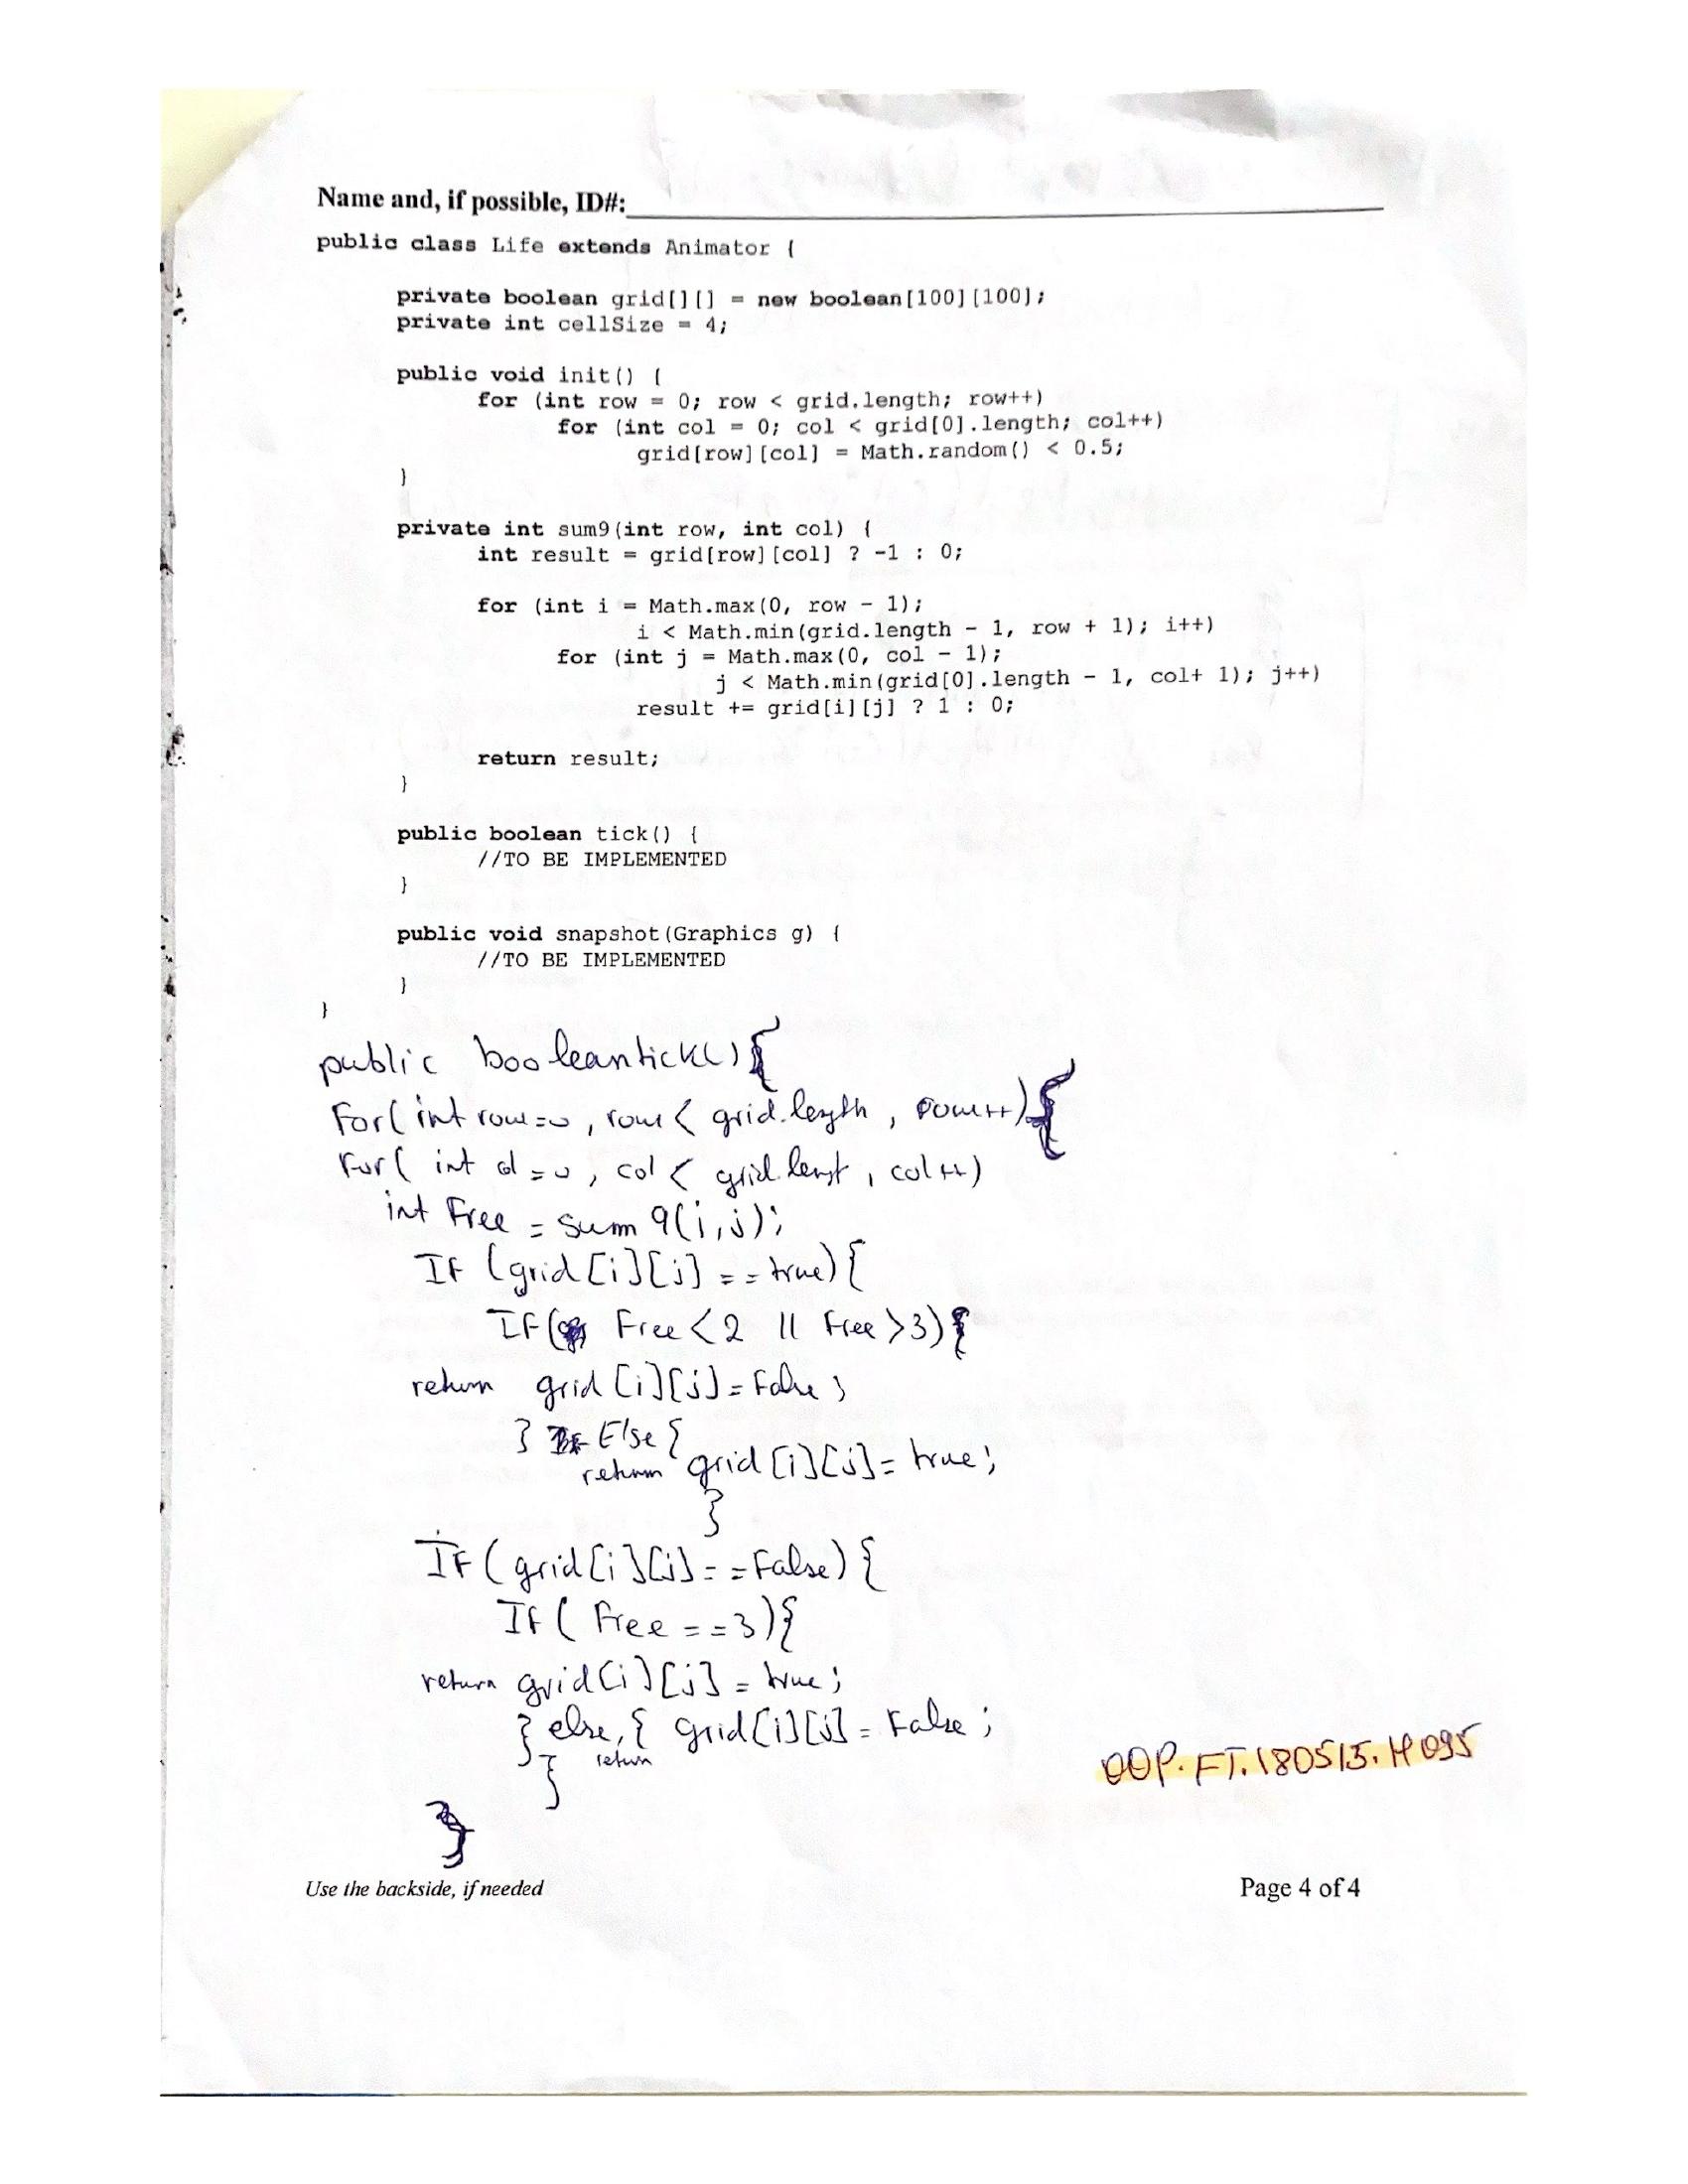 Name and, if possible, ID#:
public class Life extends Animator {
private boolean grid[][] = new boolean[100][100];
private int cellSize = 4;
public void init() {
for (int row = 0; row < grid.length; row++)
for (int col = 0; col < grid[0].length; col++)
grid[row][col] = Math.random() < 0.5;
}
private int sum9(int row, int col) {
int result = grid[row][col] ? -1 : 0;
for (int i = Math.max(0, row - 1);
i < Math.min(grid.length - 1, row + 1); i++)
for (int j = Math.max(0, col - 1);
j < Math.min(grid[0].length - 1, col+ 1); j++)
result += grid[i][j] ? 1 : 0;
return result;
}
public boolean tick() {
//TO BE IMPLEMENTED
}
public void snapshot(Graphics g) {
//TO BE IMPLEMENTED
}
}
public boolean tick() {
For( int row=0 , row < grid.length , row++) {
For( int col = 0 , col < grid.lengt , col++)
int Free = sum 9(i,j);
IF (grid [i][j] == true) {
IF( Free < 2 || Free > 3) {
return grid [i][j] = False ;
} Else {
return grid [i][j] = true ;
}
IF ( grid [i][j] == False) {
IF ( Free == 3) {
return grid [i][j] = true ;
} else { return grid [i][j] = False ;
}
}
OOP.FT.180515.M095
Use the backside, if needed
Page 4 of 4